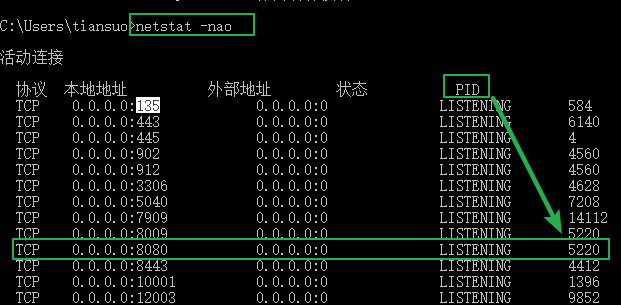 C:\Users\tiansuo>netstat -nao
活动连接
协议 本地地址 外部地址 状态 PID
TCP 0.0.0.0:135 0.0.0.0:0 LISTENING 584
TCP 0.0.0.0:443 0.0.0.0:0 LISTENING 6140
TCP 0.0.0.0:445 0.0.0.0:0 LISTENING 4
TCP 0.0.0.0:902 0.0.0.0:0 LISTENING 4560
TCP 0.0.0.0:912 0.0.0.0:0 LISTENING 4560
TCP 0.0.0.0:3306 0.0.0.0:0 LISTENING 4628
TCP 0.0.0.0:5040 0.0.0.0:0 LISTENING 7208
TCP 0.0.0.0:7909 0.0.0.0:0 LISTENING 14112
TCP 0.0.0.0:8009 0.0.0.0:0 LISTENING 5220
TCP 0.0.0.0:8080 0.0.0.0:0 LISTENING 5220
TCP 0.0.0.0:8443 0.0.0.0:0 LISTENING 4412
TCP 0.0.0.0:10001 0.0.0.0:0 LISTENING 1396
TCP 0.0.0.0:12003 0.0.0.0:0 LISTENING 9852